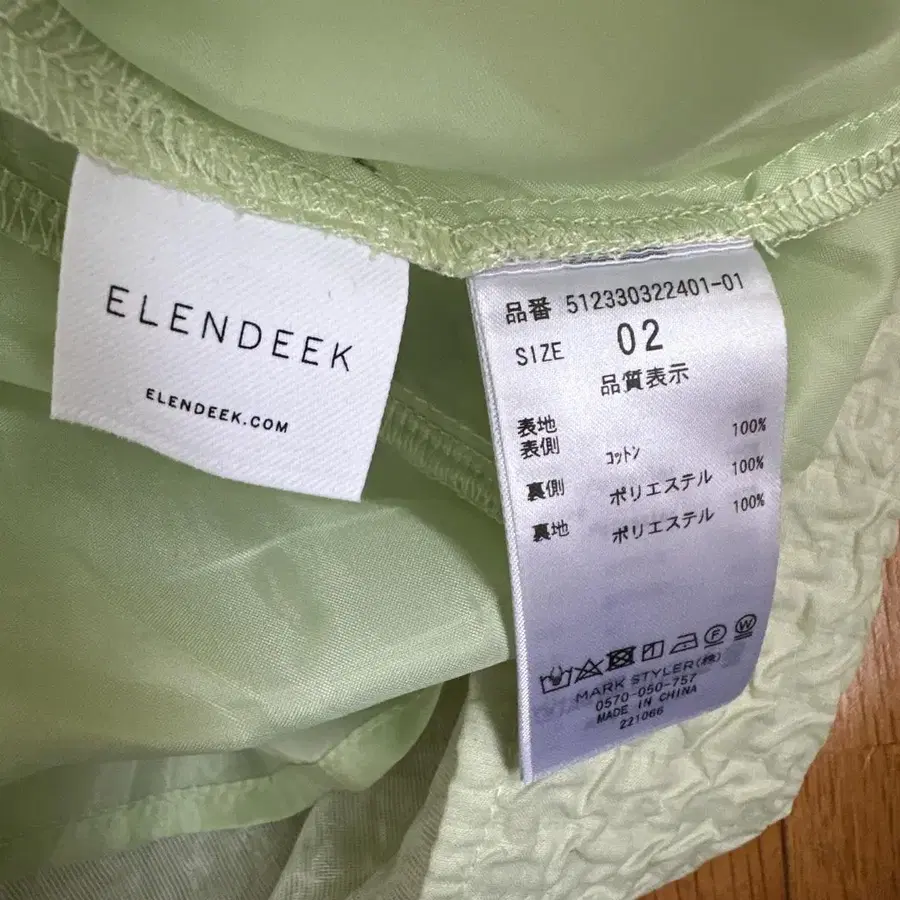 ELENDEEK
ELENDEEK.COM
品番 512330322401-01
SIZE 02
品質表示
表地
表側 コットン 100%
裏側 ポリエステル 100%
裏地 ポリエステル 100%
F W
MARK STYLER(株)
0570-050-757
MADE IN CHINA
221066